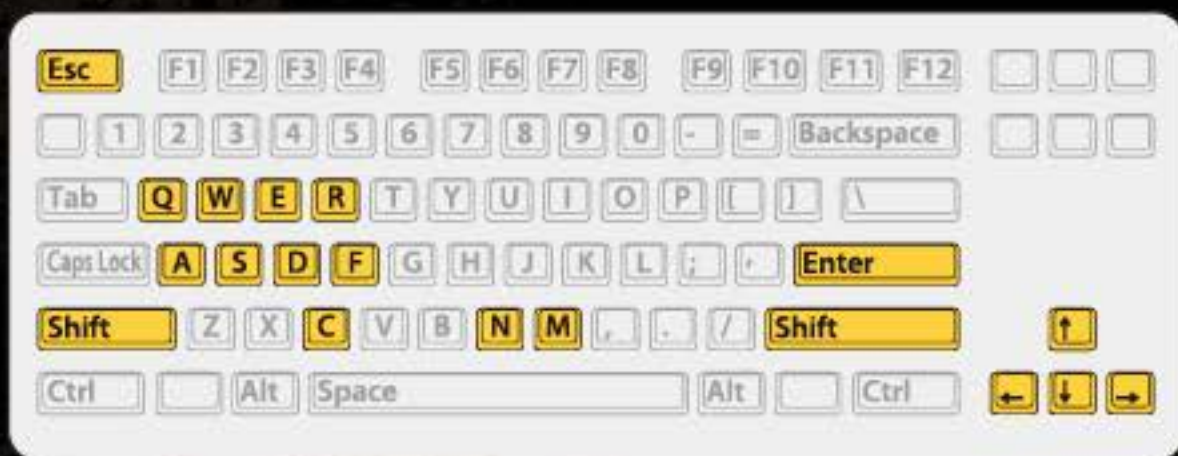 Esc F1 F2 F3 F4 F5 F6 F7 F8 F9 F10 F11 F12
1 2 3 4 5 6 7 8 9 0 - = Backspace
Tab Q W E R T Y U I O P [ ] \
Caps Lock A S D F G H J K L ; ' Enter
Shift Z X C V B N M , . / Shift ↑
Ctrl Alt Space Alt Ctrl ← ↓ →